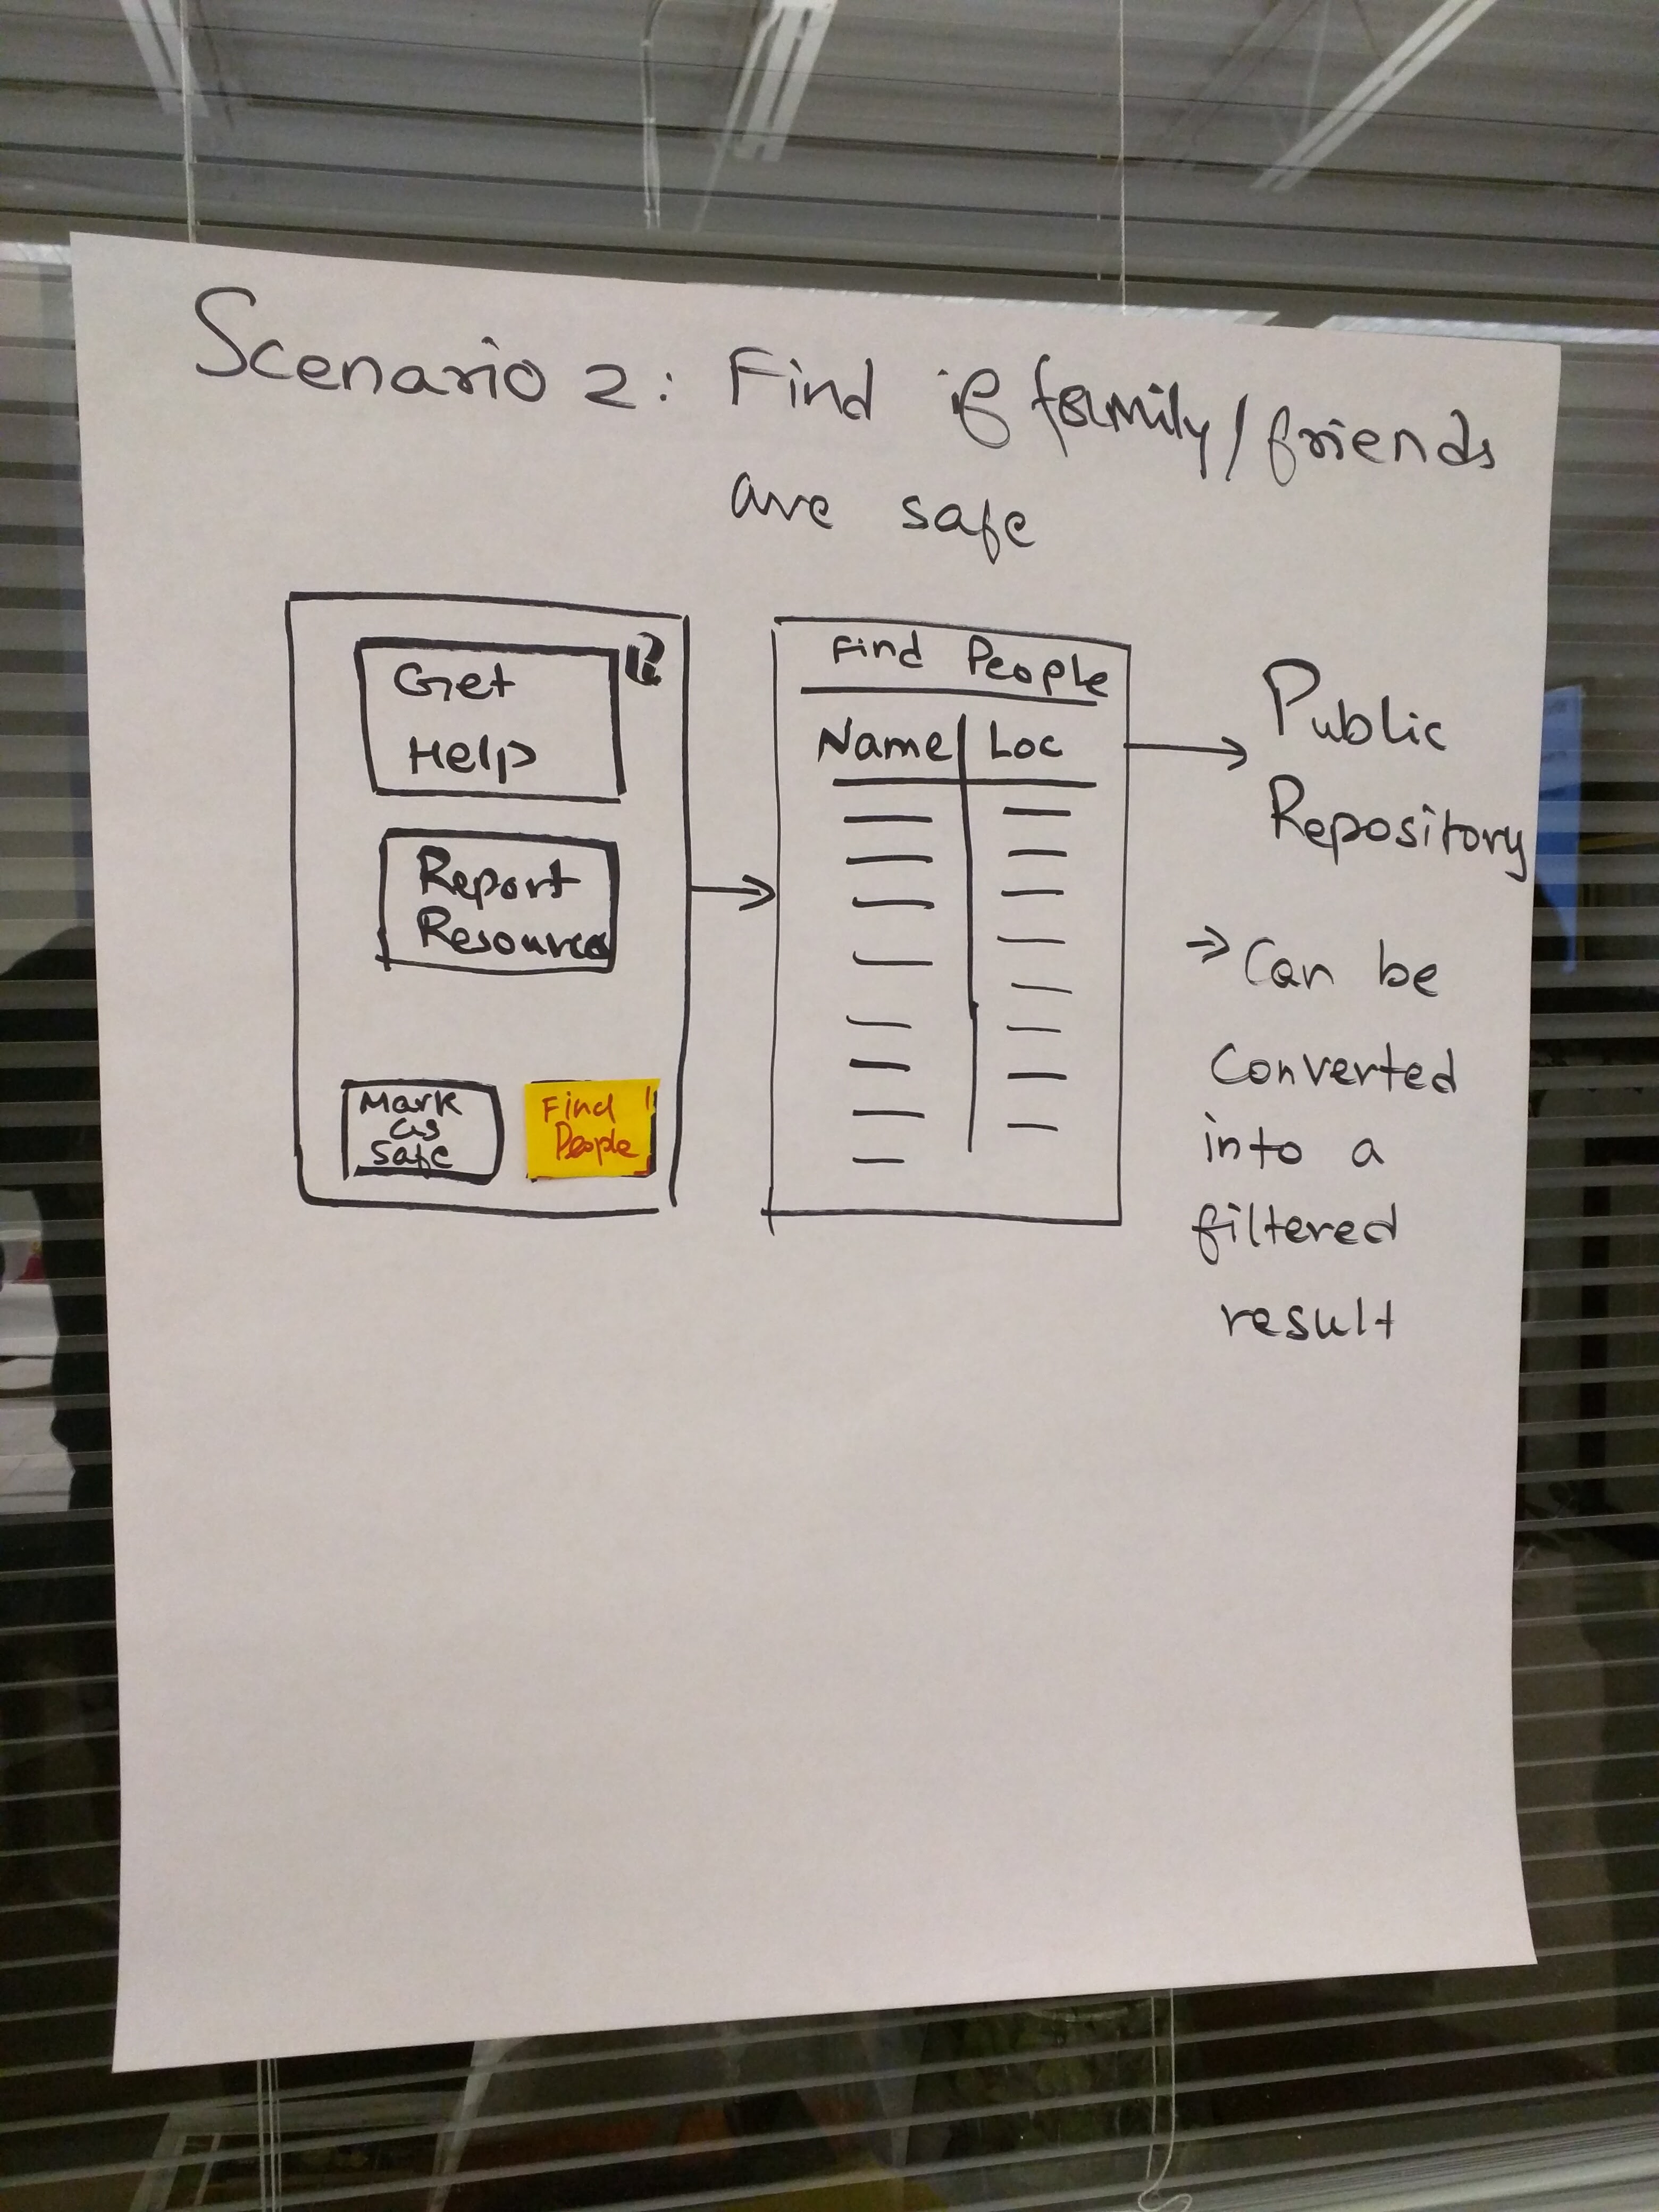 Scenario 2: Find if family/friends
are safe
Get
Help
Report
Resources
Mark
as
safe
Find
People
Find People
Name Loc
Public
Repository
⇒ Can be
Converted
into a
filtered
result